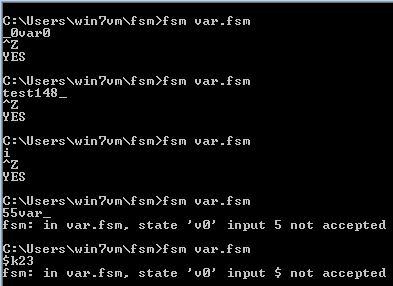 C:\Users\win7vm\fsm>fsm var.fsm
_0var0
^Z
YES
C:\Users\win7vm\fsm>fsm var.fsm
test148_
^Z
YES
C:\Users\win7vm\fsm>fsm var.fsm
i
^Z
YES
C:\Users\win7vm\fsm>fsm var.fsm
55var_
fsm: in var.fsm, state 'v0' input 5 not accepted
C:\Users\win7vm\fsm>fsm var.fsm
$k23
fsm: in var.fsm, state 'v0' input $ not accepted